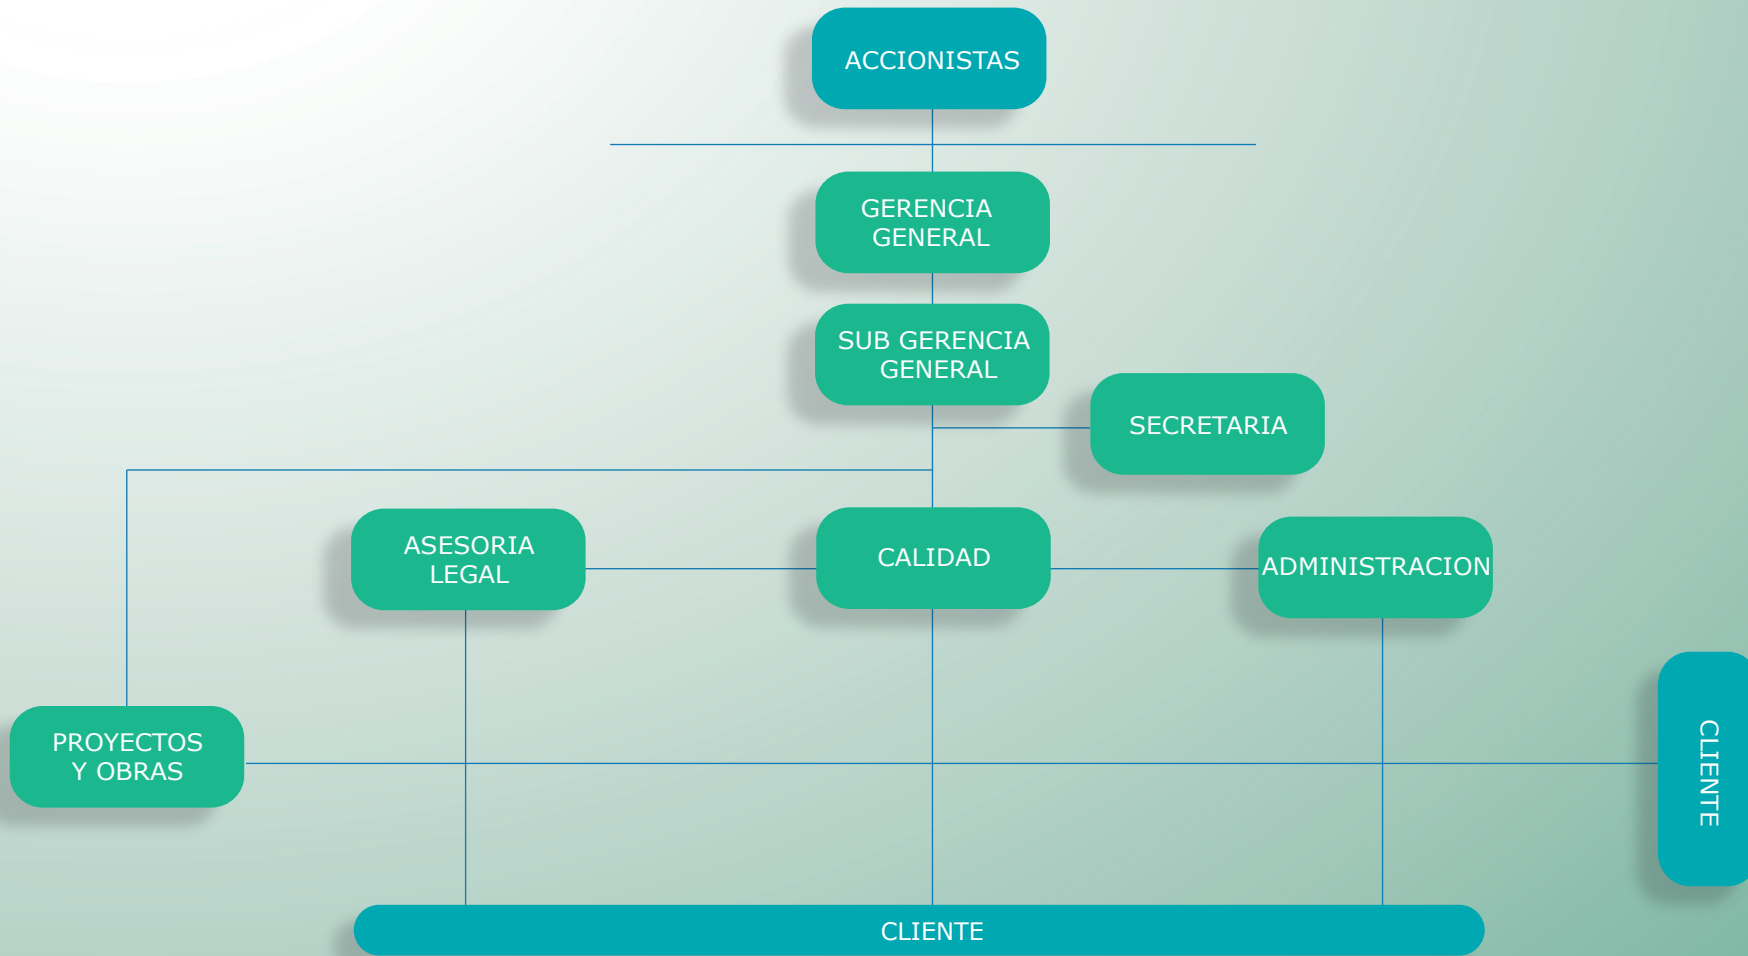 ACCIONISTAS
GERENCIA
GENERAL
SUB GERENCIA
GENERAL
SECRETARIA
ASESORIA
LEGAL
CALIDAD
ADMINISTRACION
PROYECTOS
Y OBRAS
CLIENTE
CLIENTE